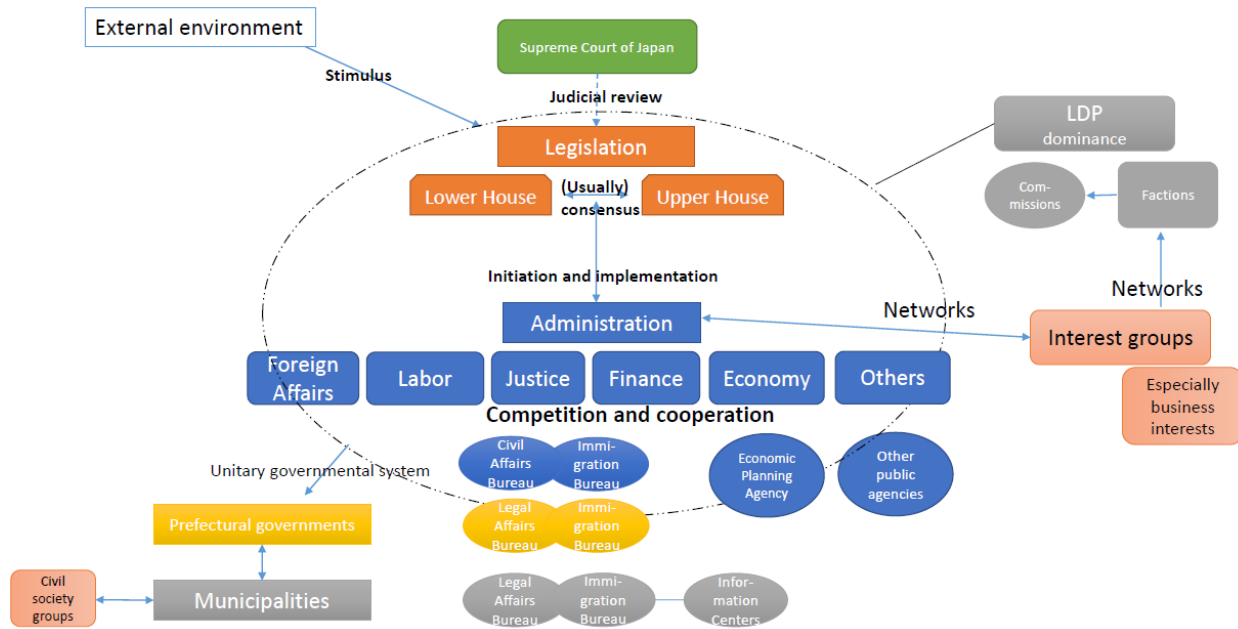 External environment
Supreme Court of Japan
Stimulus
Judicial review
LDP
dominance
Legislation
Lower House
(Usually)
consensus
Upper House
Com-
missions
Factions
Initiation and implementation
Networks
Networks
Administration
Interest groups
Foreign
Affairs
Labor
Justice
Finance
Economy
Others
Especially
business
interests
Competition and cooperation
Civil
Affairs
Bureau
Immi-
gration
Bureau
Economic
Planning
Agency
Other
public
agencies
Unitary governmental system
Prefectural governments
Legal
Affairs
Bureau
Immi-
gration
Bureau
Civil
society
groups
Municipalities
Legal
Affairs
Bureau
Immi-
gration
Bureau
Infor-
mation
Centers